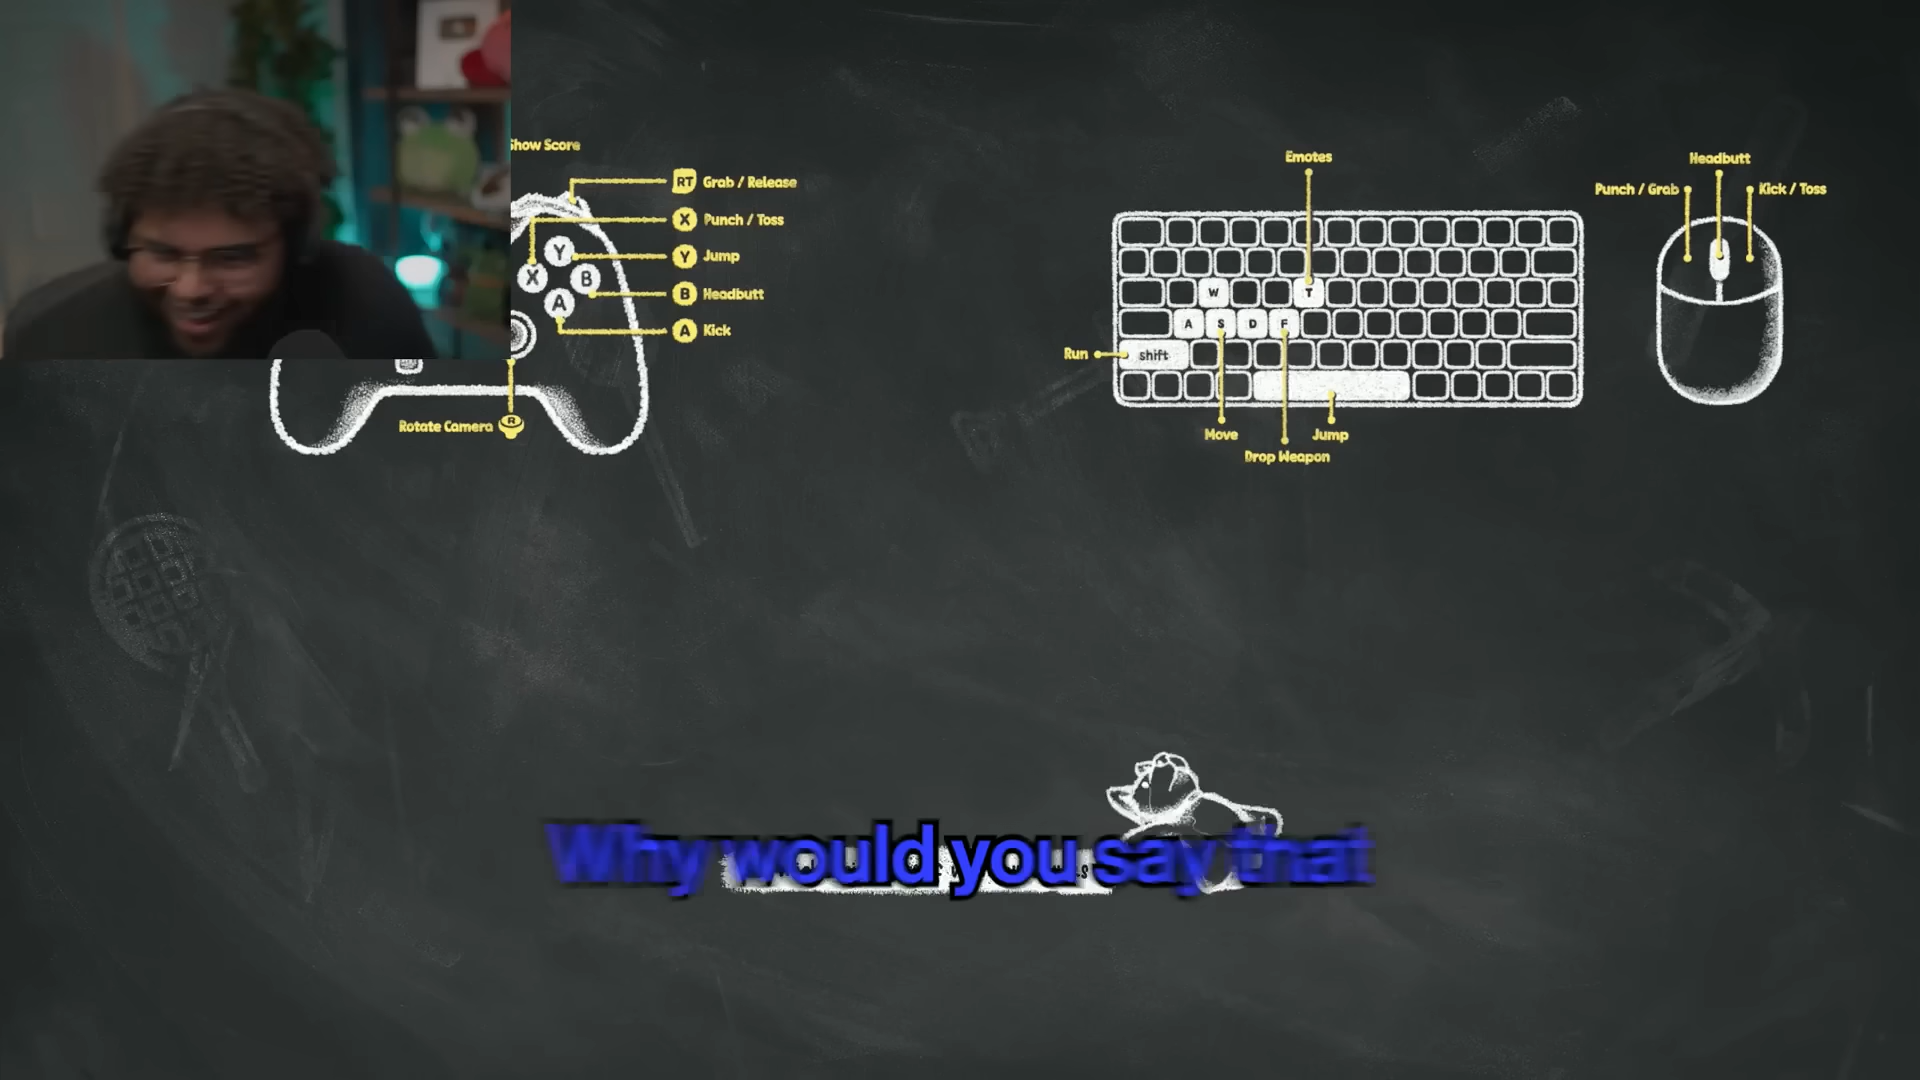 Show Score
RT Grab / Release
X Punch / Toss
Y Jump
B Headbutt
A Kick
Y
X
B
A
R
Rotate Camera
Emotes
W
T
A
S
D
F
Run
shift
Move
Jump
Drop Weapon
Headbutt
Punch / Grab
Kick / Toss
Why would you say that